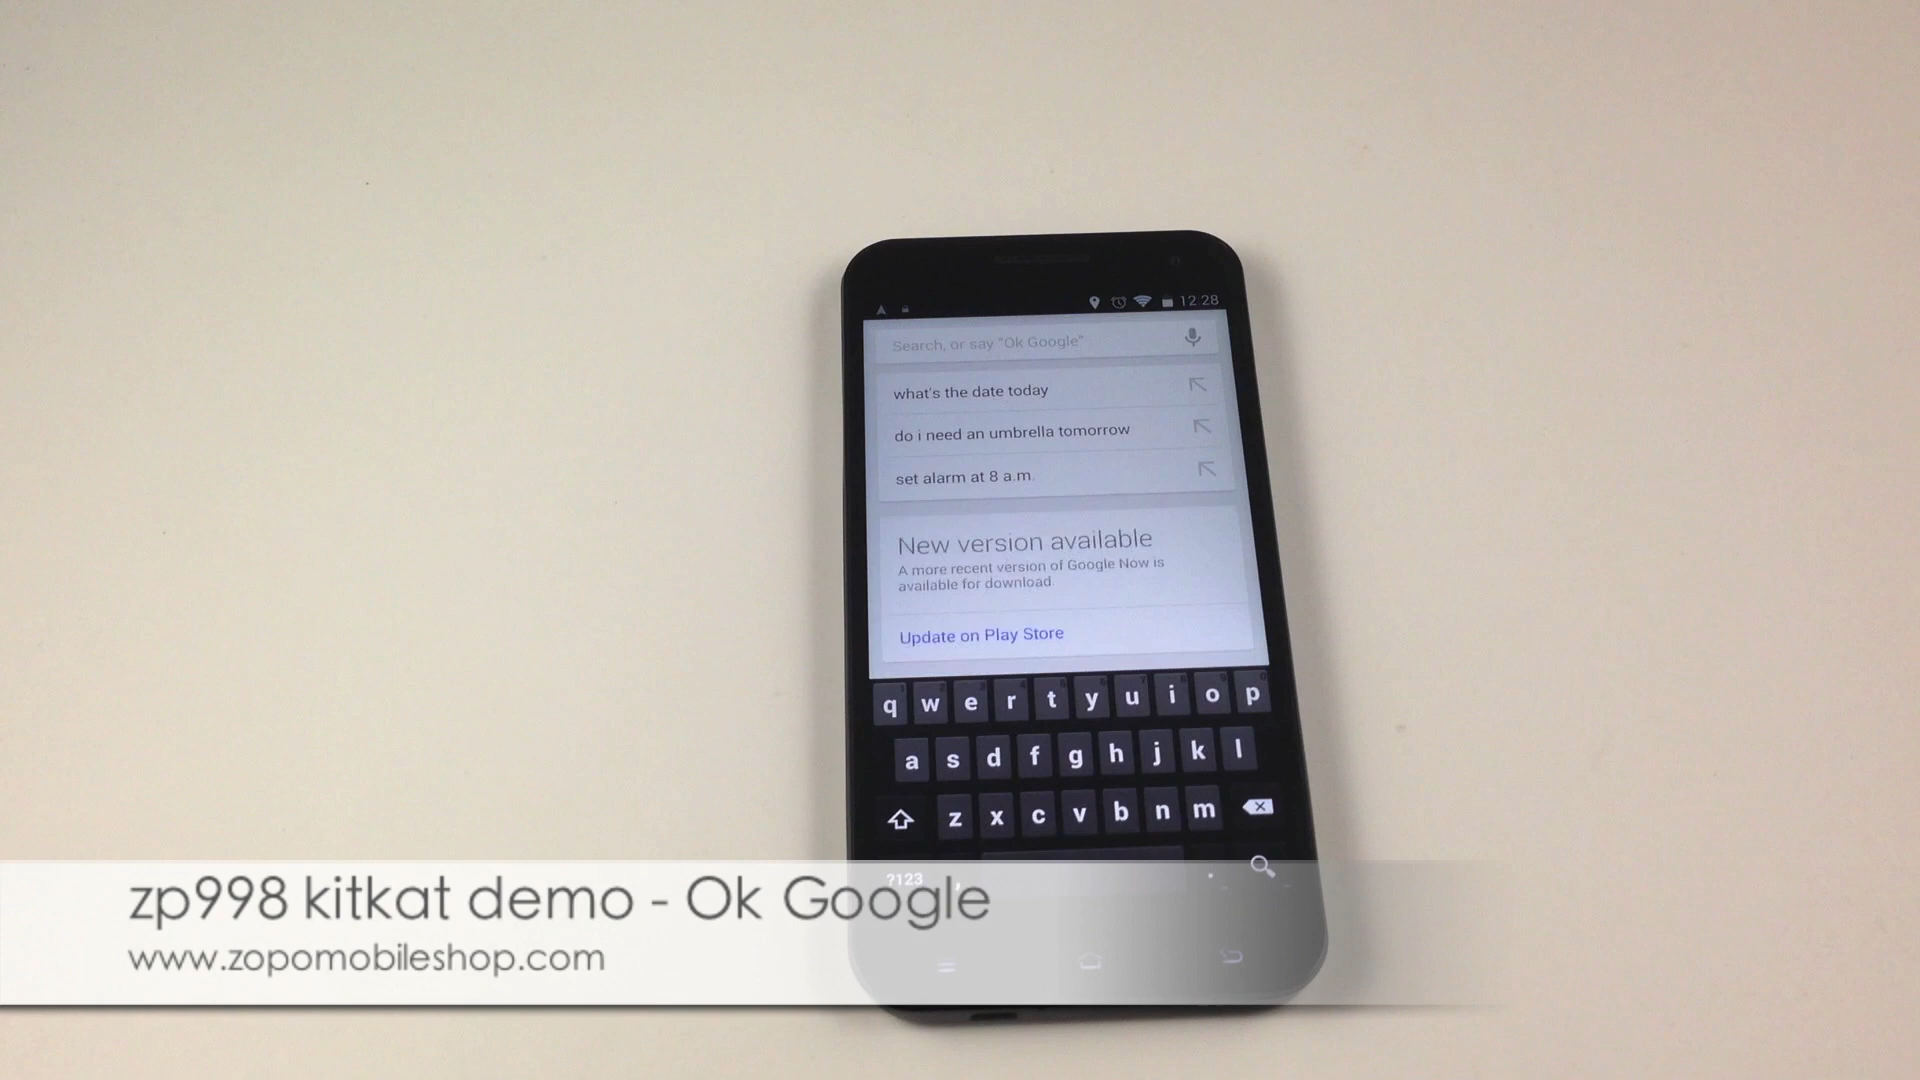 12:28
Search, or say "Ok Google"
what's the date today
do i need an umbrella tomorrow
set alarm at 8 a.m.
New version available
A more recent version of Google Now is
available for download.
Update on Play Store
q w e r t y u i o p
a s d f g h j k l
z x c v b n m
?123 , .
zp998 kitkat demo - Ok Google
www.zopomobileshop.com